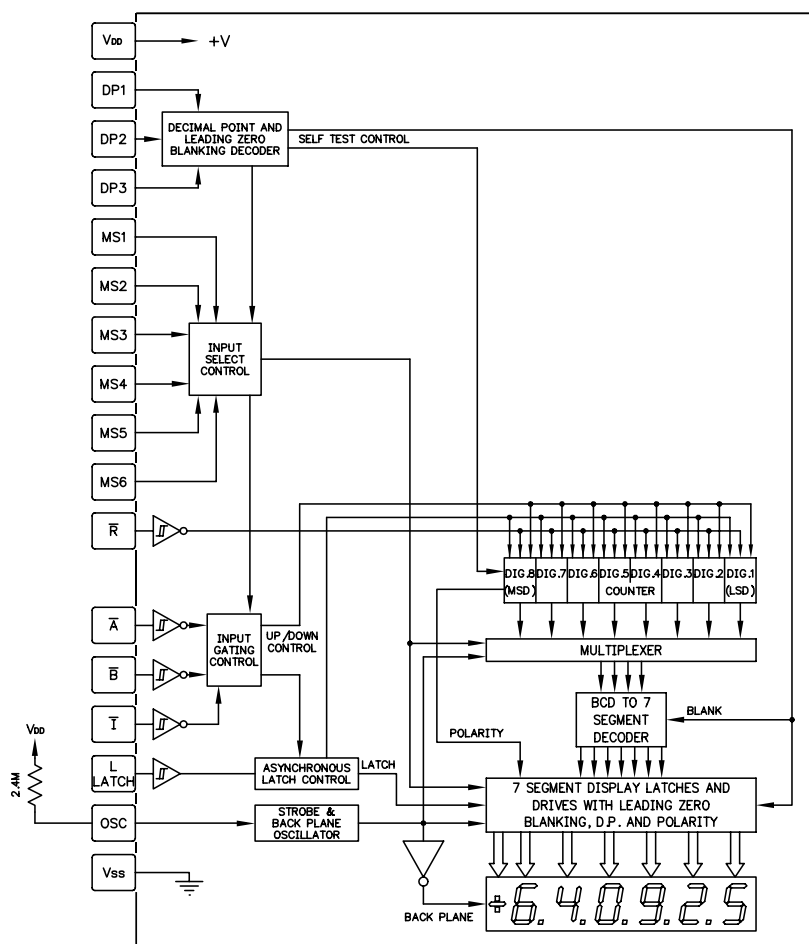 VDD
+V
DP1
DP2
DP3
DECIMAL POINT AND
LEADING ZERO
BLANKING DECODER
SELF TEST CONTROL
MS1
MS2
MS3
MS4
MS5
MS6
INPUT
SELECT
CONTROL
R̅
DIG.8
(MSD)
DIG.7
DIG.6
DIG.5
DIG.4
DIG.3
DIG.2
DIG.1
(LSD)
COUNTER
A̅
B̅
I̅
INPUT
GATING
CONTROL
UP/DOWN
CONTROL
MULTIPLEXER
BCD TO 7
SEGMENT
DECODER
BLANK
POLARITY
VDD
2.4M
L
LATCH
ASYNCHRONOUS
LATCH CONTROL
LATCH
7 SEGMENT DISPLAY LATCHES AND
DRIVES WITH LEADING ZERO
BLANKING, D.P. AND POLARITY
OSC
STROBE &
BACK PLANE
OSCILLATOR
VSS
BACK PLANE
÷6.4.0.9.2.5